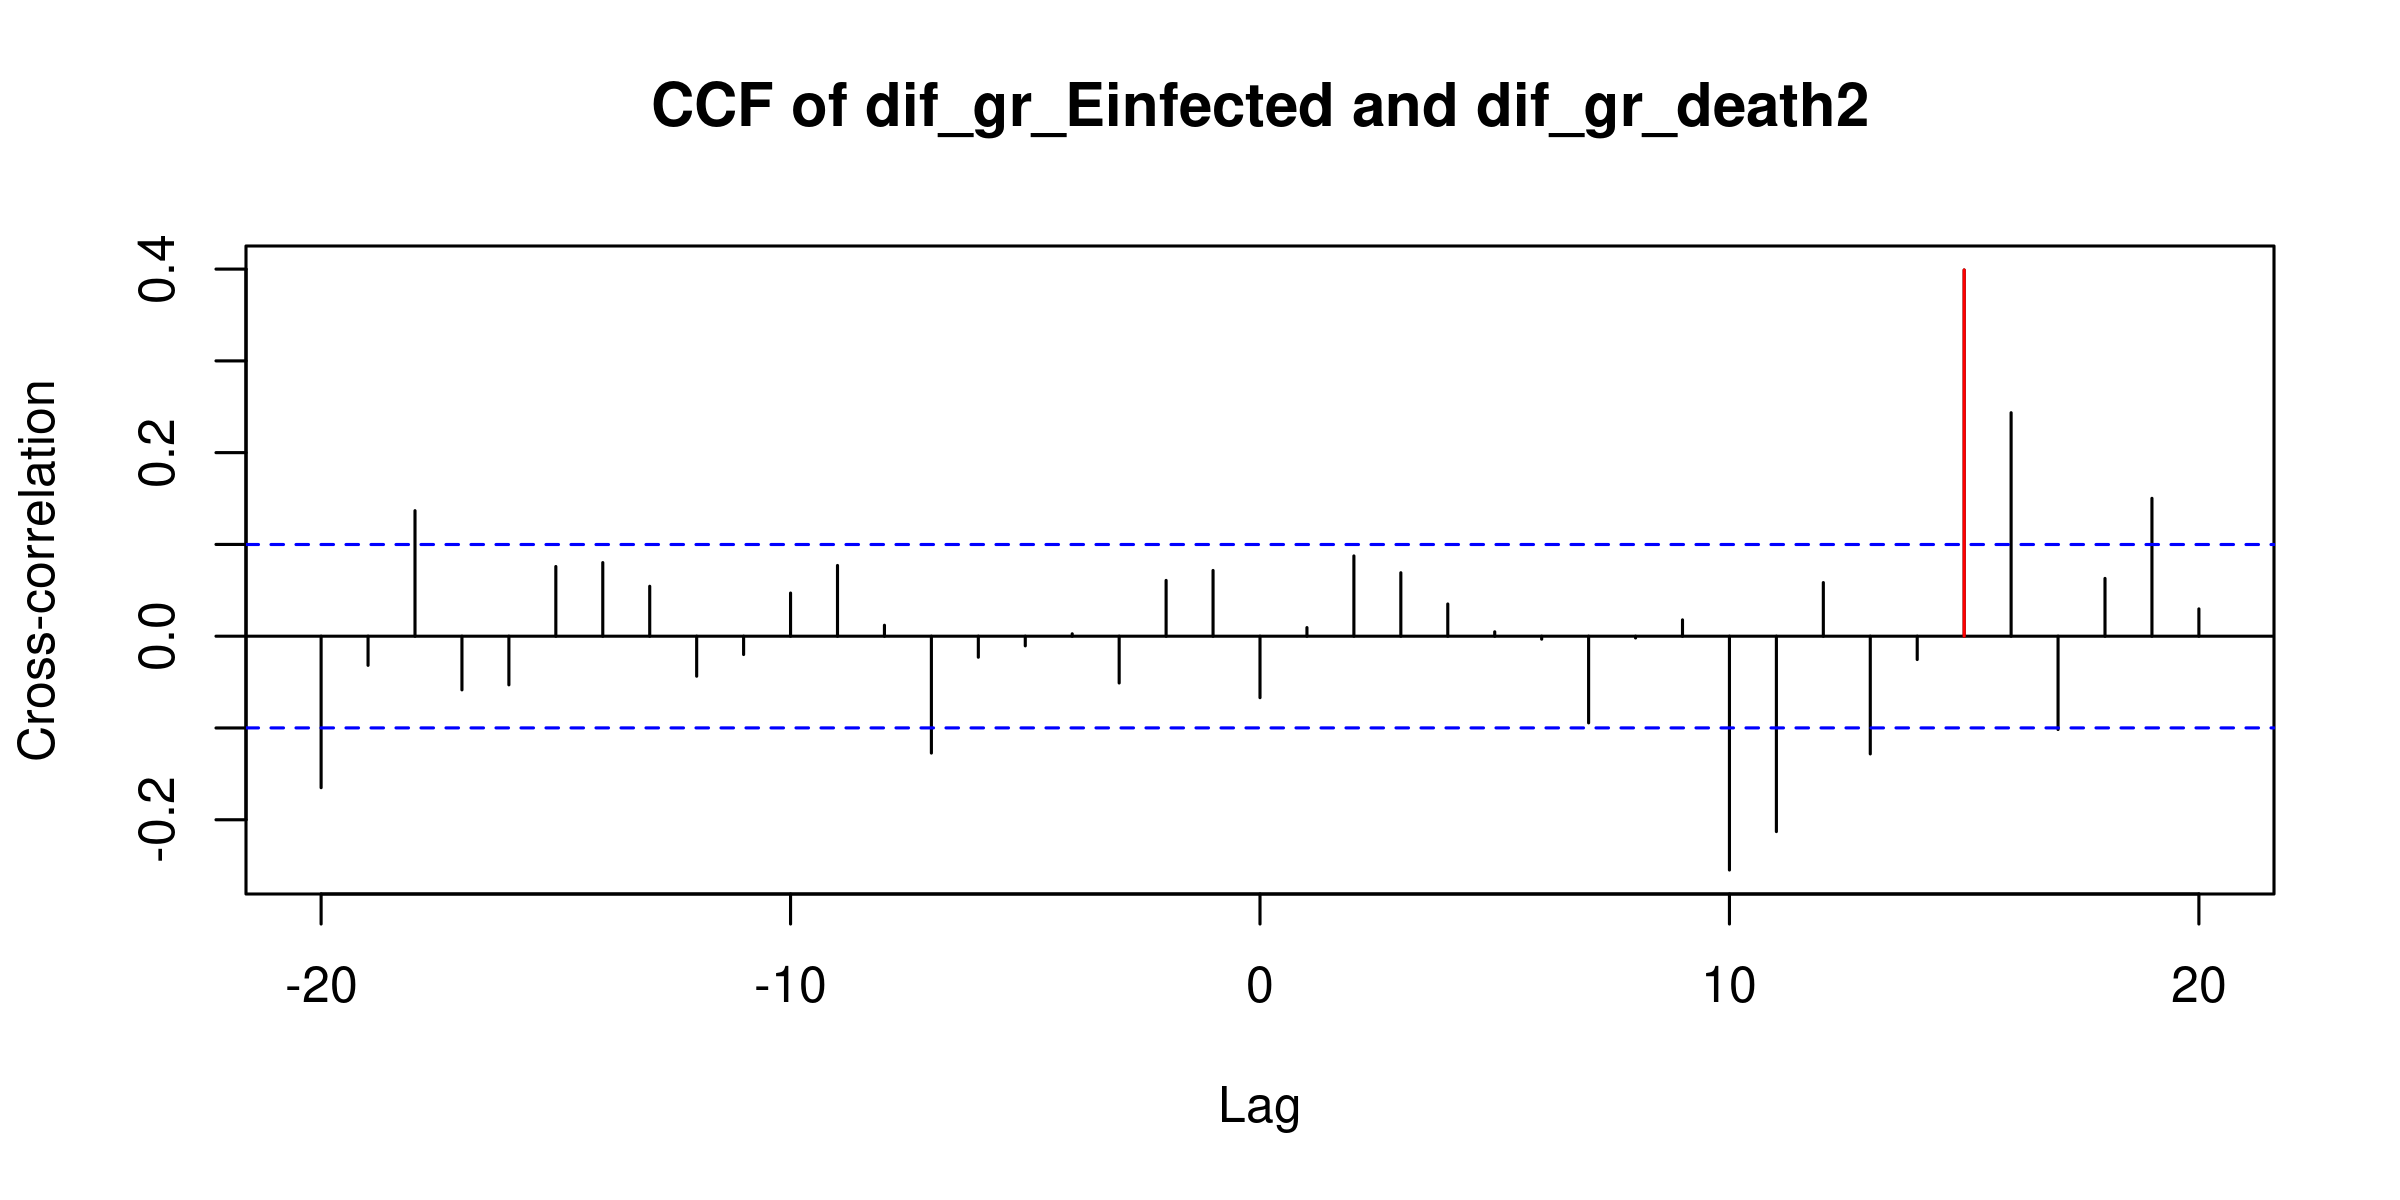 CCF of dif_gr_Einfected and dif_gr_death2
Cross-correlation
0.4
0.2
0.0
-0.2
-20 -10 0 10 20
Lag